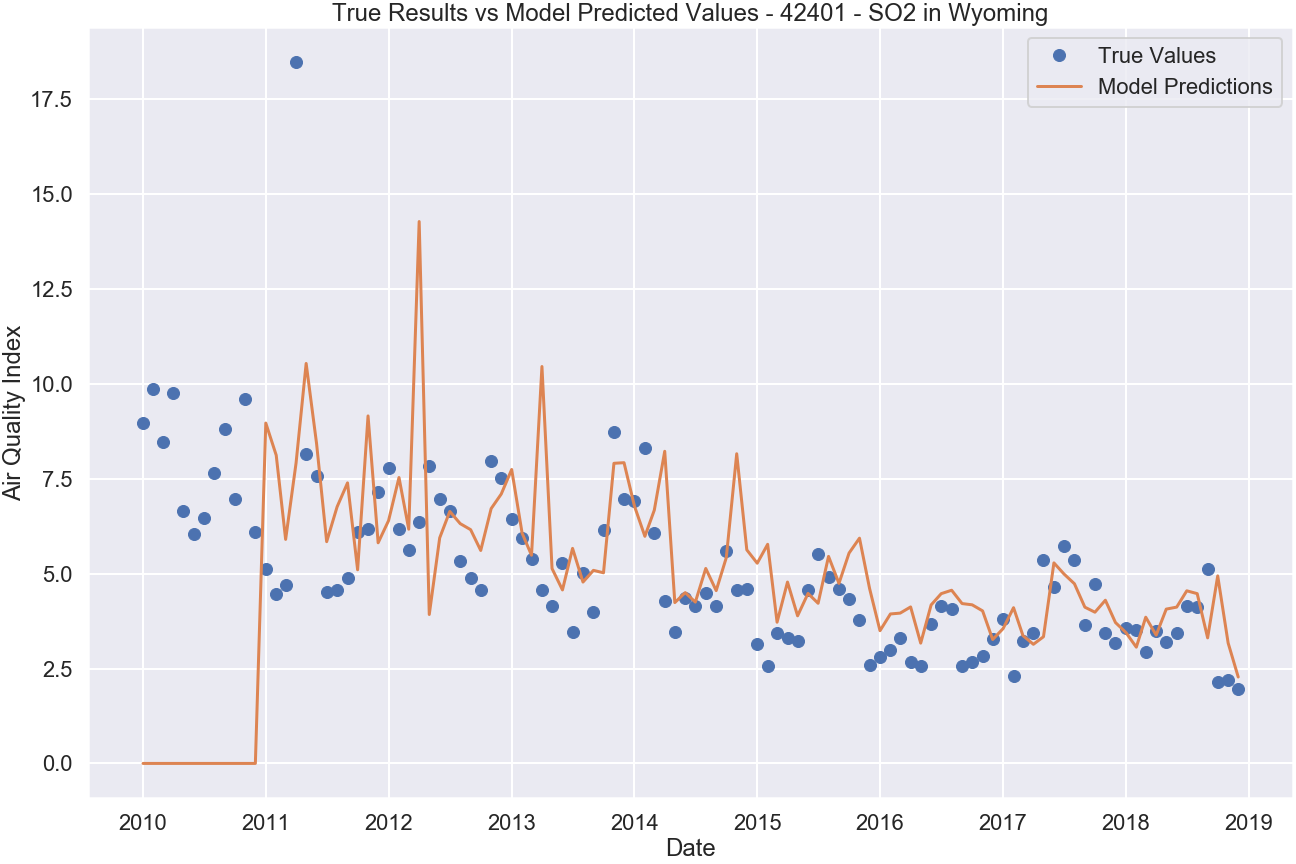 True Results vs Model Predicted Values - 42401 - SO2 in Wyoming
True Values
Model Predictions
17.5
15.0
12.5
10.0
7.5
5.0
2.5
0.0
Air Quality Index
2010 2011 2012 2013 2014 2015 2016 2017 2018 2019
Date